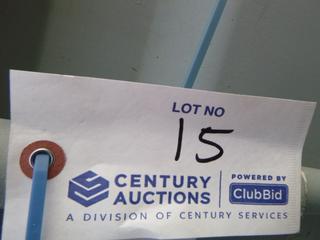 LOT NO
15
CENTURY AUCTIONS
POWERED BY
ClubBid
A DIVISION OF CENTURY SERVICES